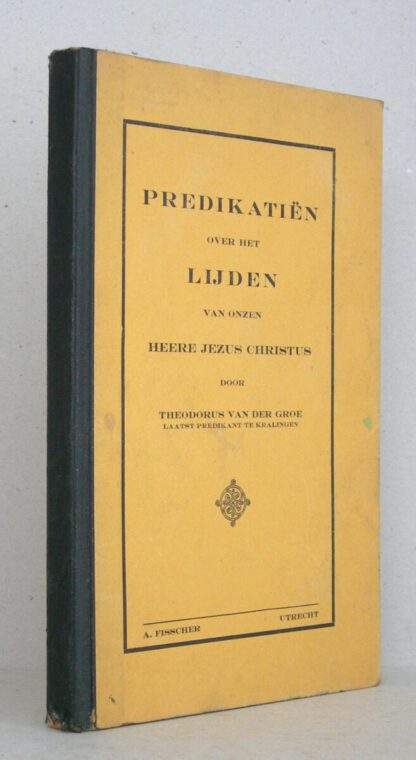 PREDIKATIËN
OVER HET
LIJDEN
VAN ONZEN
HEERE JEZUS CHRISTUS
DOOR
THEODORUS VAN DER GROE
LAATST PREDIKANT TE KRALINGEN
A. FISSCHER UTRECHT